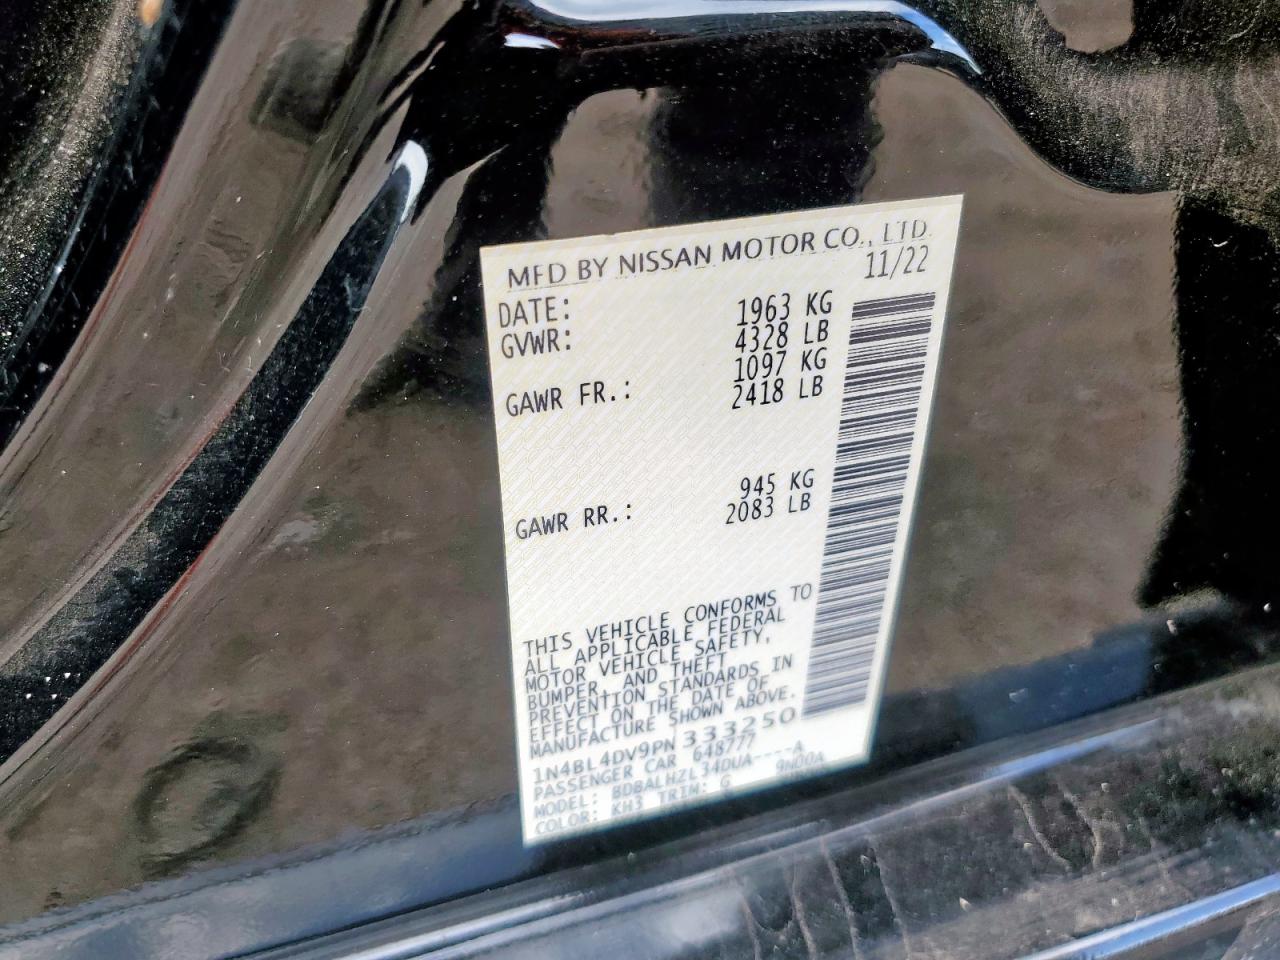 MFD BY NISSAN MOTOR CO., LTD.
DATE: 11/22
GVWR: 1963 KG
4328 LB
GAWR FR.: 1097 KG
2418 LB
GAWR RR.: 945 KG
2083 LB
THIS VEHICLE CONFORMS TO
ALL APPLICABLE FEDERAL
MOTOR VEHICLE SAFETY,
BUMPER, AND THEFT
PREVENTION STANDARDS IN
EFFECT ON THE DATE OF
MANUFACTURE SHOWN ABOVE.
1N4BL4DV9PN333250
PASSENGER CAR 648777
MODEL: BDBALHZL34DUA----A
COLOR: KH3 TRIM: G 9N00A